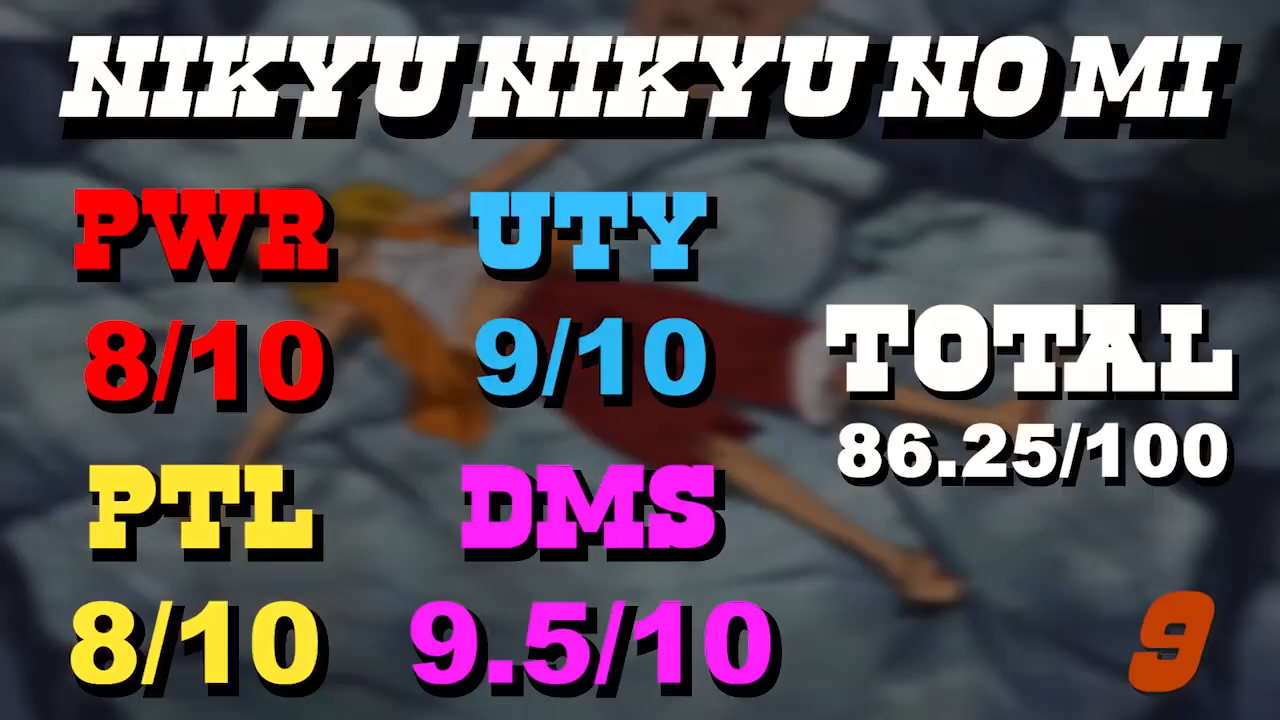 NIKYU NIKYU NO MI
PWR UTY
8/10 9/10
TOTAL
86.25/100
PTL DMS
8/10 9.5/10
9